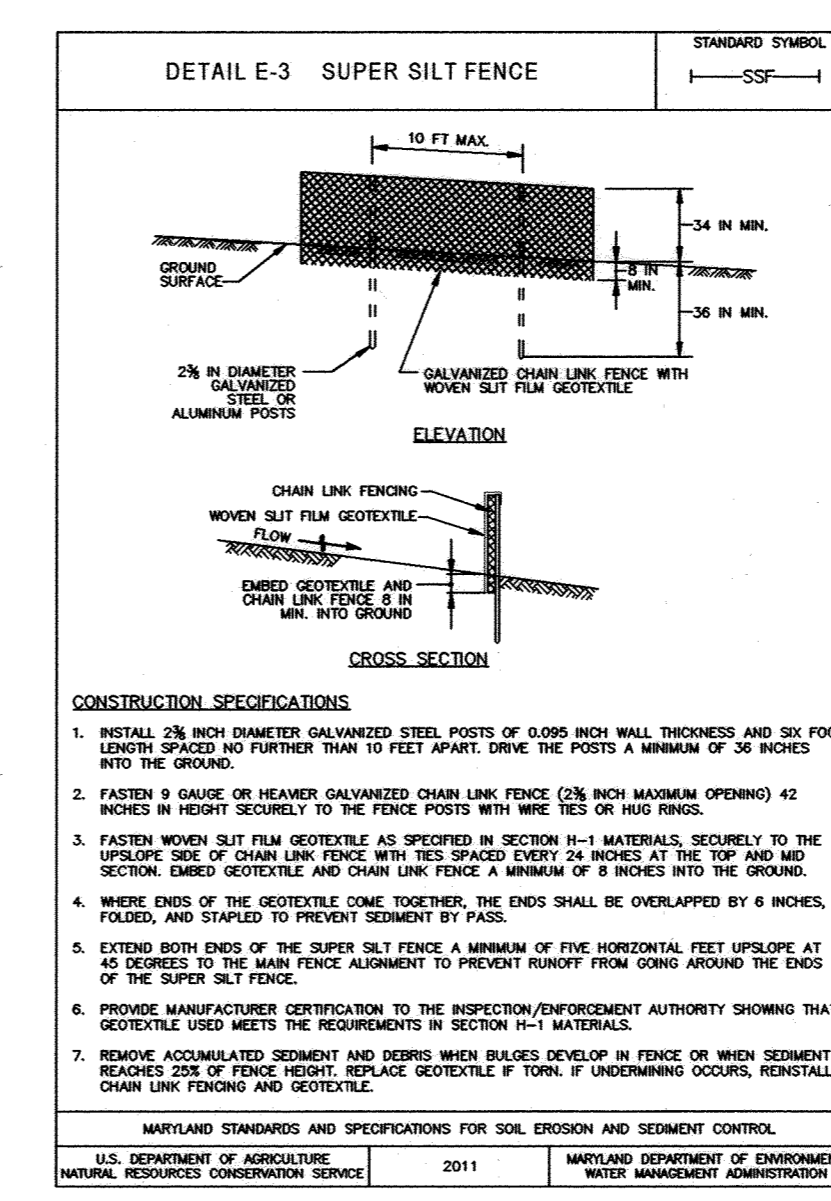 DETAIL E-3 SUPER SILT FENCE
STANDARD SYMBOL
SSF
10 FT MAX.
34 IN MIN.
GROUND
SURFACE
8 IN
MIN.
36 IN MIN.
2⅜ IN DIAMETER
GALVANIZED
STEEL OR
ALUMINUM POSTS
GALVANIZED CHAIN LINK FENCE WITH
WOVEN SLIT FILM GEOTEXTILE
ELEVATION
CHAIN LINK FENCING
WOVEN SLIT FILM GEOTEXTILE
FLOW
EMBED GEOTEXTILE AND
CHAIN LINK FENCE 8 IN
MIN. INTO GROUND
CROSS SECTION
CONSTRUCTION SPECIFICATIONS
1. INSTALL 2⅜ INCH DIAMETER GALVANIZED STEEL POSTS OF 0.095 INCH WALL THICKNESS AND SIX FOO
LENGTH SPACED NO FURTHER THAN 10 FEET APART. DRIVE THE POSTS A MINIMUM OF 36 INCHES
INTO THE GROUND.
2. FASTEN 9 GAUGE OR HEAVIER GALVANIZED CHAIN LINK FENCE (2⅜ INCH MAXIMUM OPENING) 42
INCHES IN HEIGHT SECURELY TO THE FENCE POSTS WITH WIRE TIES OR HUG RINGS.
3. FASTEN WOVEN SLIT FILM GEOTEXTILE AS SPECIFIED IN SECTION H-1 MATERIALS, SECURELY TO THE
UPSLOPE SIDE OF CHAIN LINK FENCE WITH TIES SPACED EVERY 24 INCHES AT THE TOP AND MID
SECTION. EMBED GEOTEXTILE AND CHAIN LINK FENCE A MINIMUM OF 8 INCHES INTO THE GROUND.
4. WHERE ENDS OF THE GEOTEXTILE COME TOGETHER, THE ENDS SHALL BE OVERLAPPED BY 6 INCHES,
FOLDED, AND STAPLED TO PREVENT SEDIMENT BY PASS.
5. EXTEND BOTH ENDS OF THE SUPER SILT FENCE A MINIMUM OF FIVE HORIZONTAL FEET UPSLOPE AT
45 DEGREES TO THE MAIN FENCE ALIGNMENT TO PREVENT RUNOFF FROM GOING AROUND THE ENDS
OF THE SUPER SILT FENCE.
6. PROVIDE MANUFACTURER CERTIFICATION TO THE INSPECTION/ENFORCEMENT AUTHORITY SHOWING THA
GEOTEXTILE USED MEETS THE REQUIREMENTS IN SECTION H-1 MATERIALS.
7. REMOVE ACCUMULATED SEDIMENT AND DEBRIS WHEN BULGES DEVELOP IN FENCE OR WHEN SEDIMENT
REACHES 25% OF FENCE HEIGHT. REPLACE GEOTEXTILE IF TORN. IF UNDERMINING OCCURS, REINSTALL
CHAIN LINK FENCING AND GEOTEXTILE.
MARYLAND STANDARDS AND SPECIFICATIONS FOR SOIL EROSION AND SEDIMENT CONTROL
U.S. DEPARTMENT OF AGRICULTURE
NATURAL RESOURCES CONSERVATION SERVICE
2011
MARYLAND DEPARTMENT OF ENVIRONME
WATER MANAGEMENT ADMINISTRATION